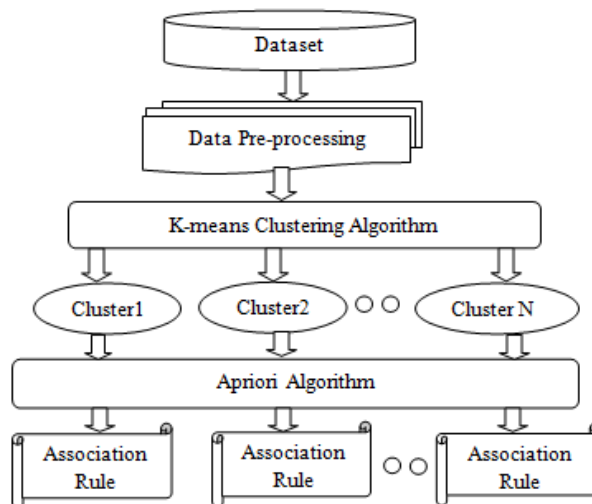 Dataset
Data Pre-processing
K-means Clustering Algorithm
Cluster1
Cluster2
Cluster N
Apriori Algorithm
Association
Rule
Association
Rule
Association
Rule